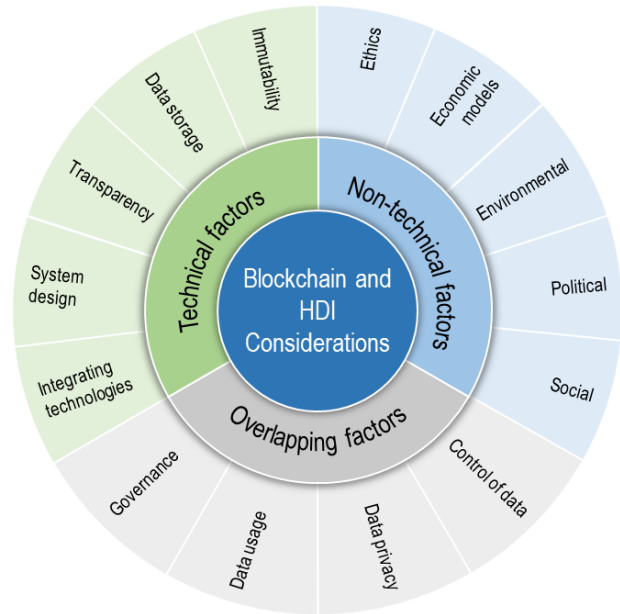 Blockchain and
HDI
Considerations
Technical factors
Non-technical factors
Overlapping factors
Ethics
Economic
models
Environmental
Political
Social
Control of data
Data privacy
Data usage
Governance
Integrating
technologies
System
design
Transparency
Data storage
Immutability